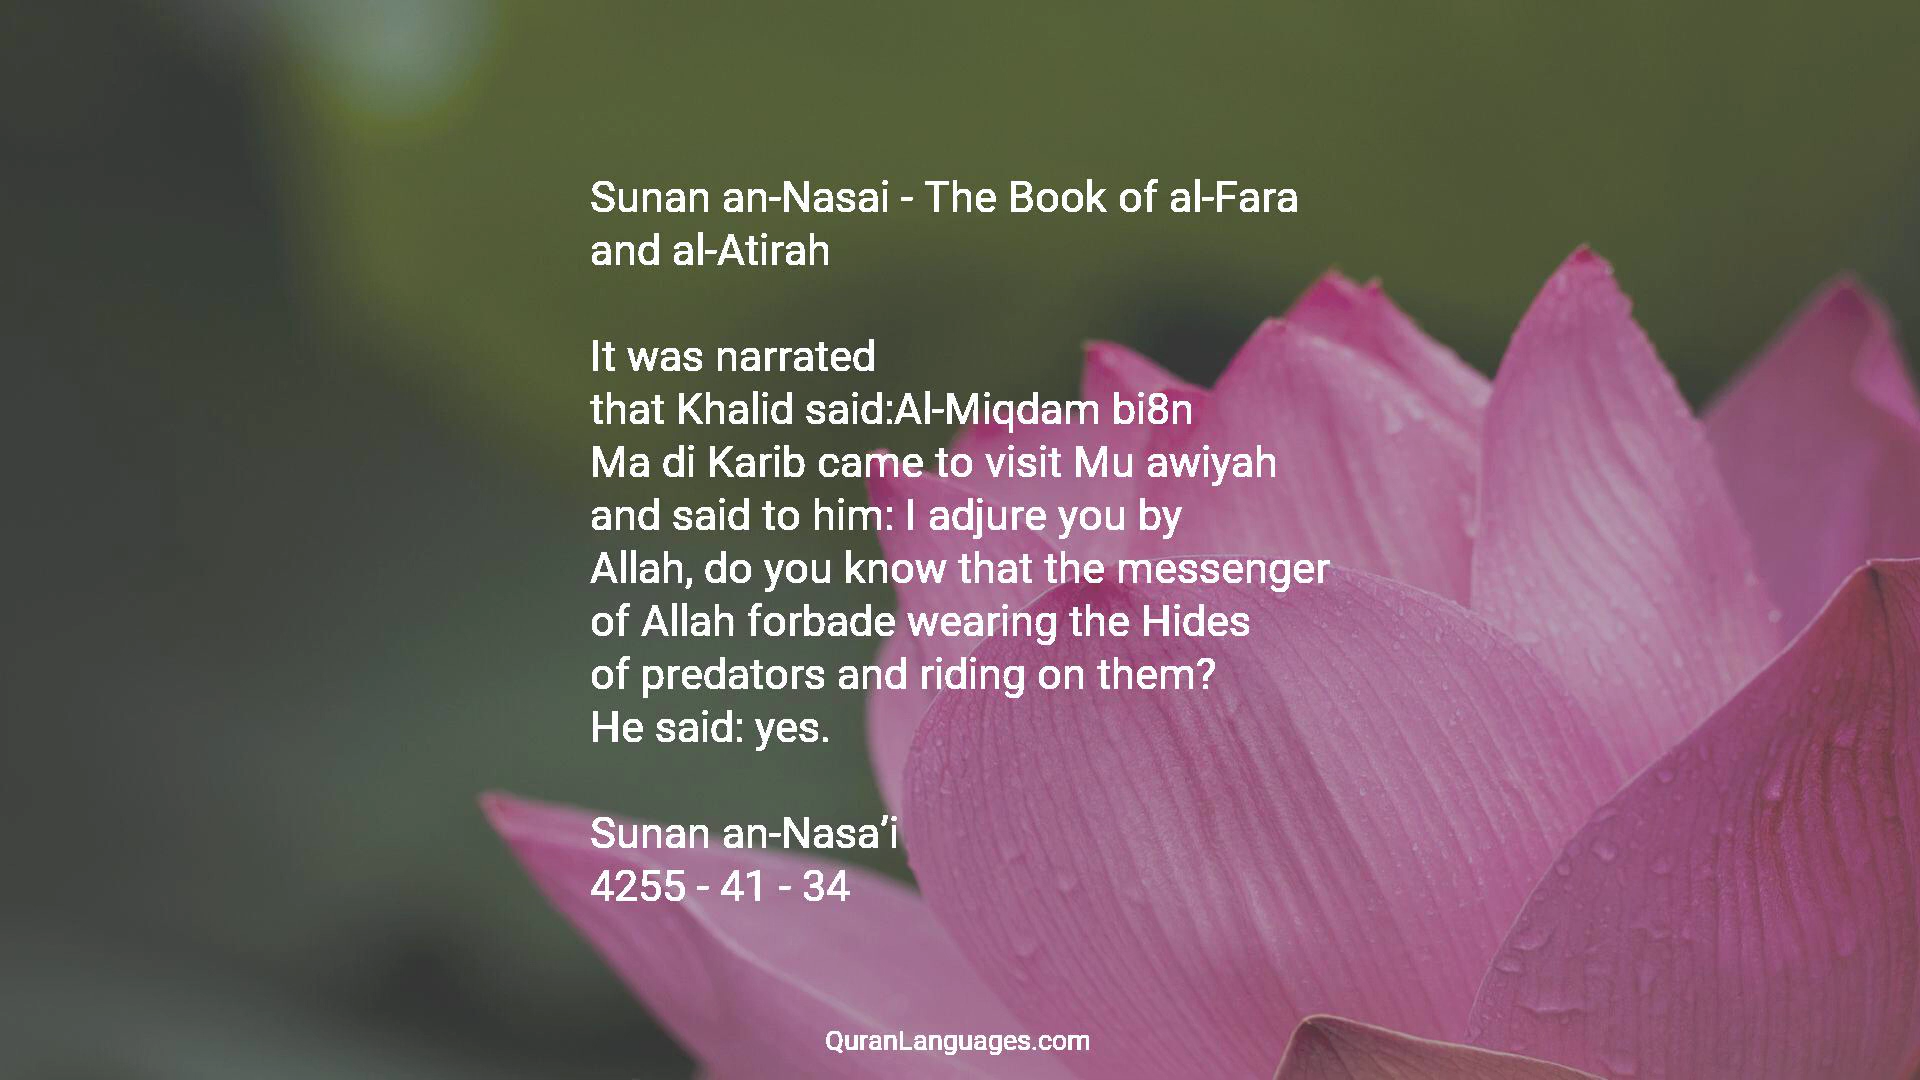 Sunan an-Nasai - The Book of al-Fara
and al-Atirah
It was narrated
that Khalid said:Al-Miqdam bi8n
Ma di Karib came to visit Mu awiyah
and said to him: I adjure you by
Allah, do you know that the messenger
of Allah forbade wearing the Hides
of predators and riding on them?
He said: yes.
Sunan an-Nasa’i
4255 - 41 - 34
QuranLanguages.com